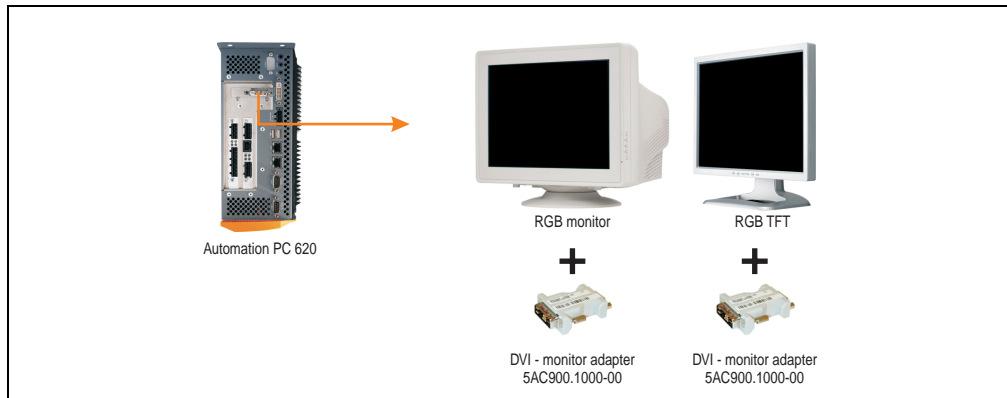 Automation PC 620
RGB monitor
RGB TFT
DVI - monitor adapter
5AC900.1000-00
DVI - monitor adapter
5AC900.1000-00